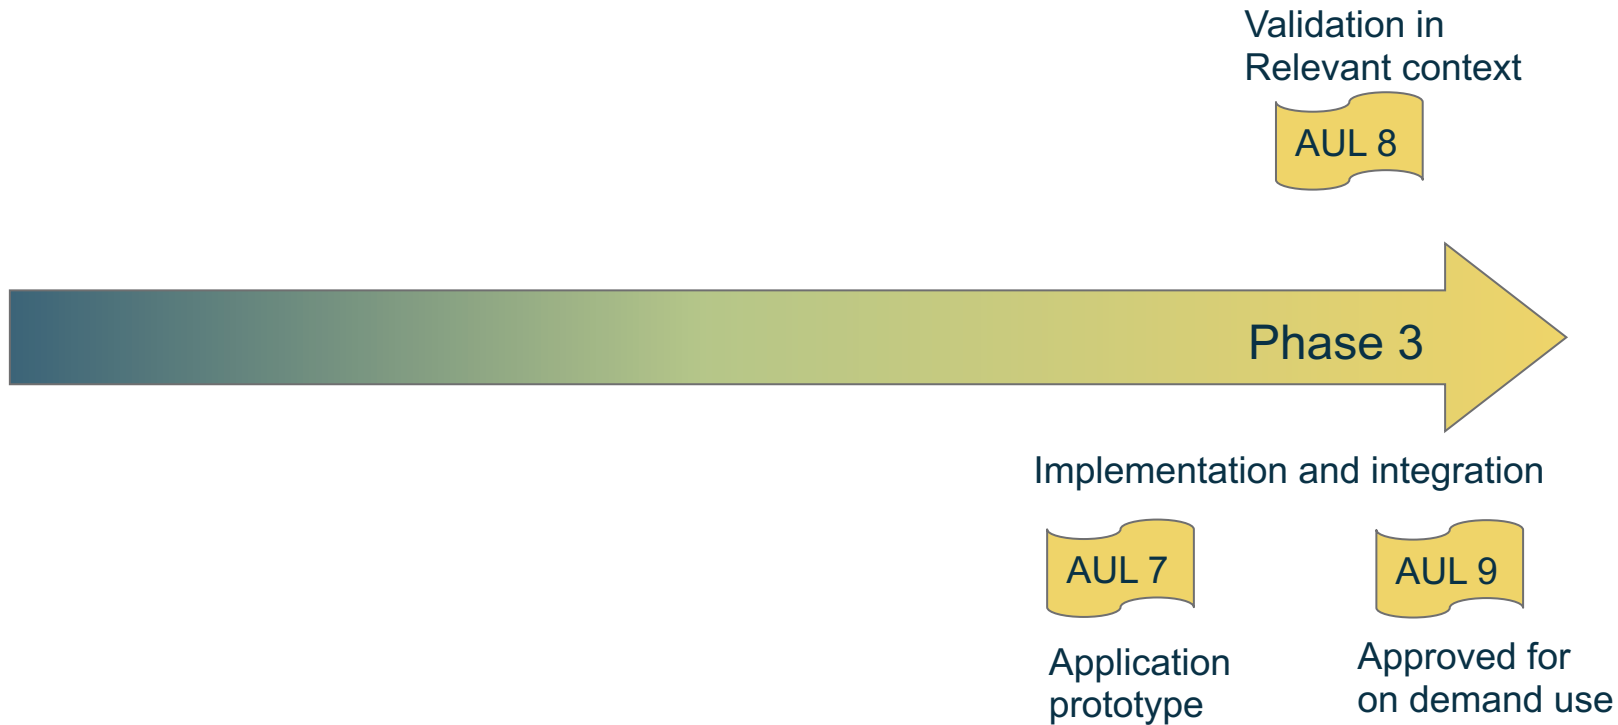 Validation in
Relevant context
AUL 8
Phase 3
Implementation and integration
AUL 7
AUL 9
Application
prototype
Approved for
on demand use